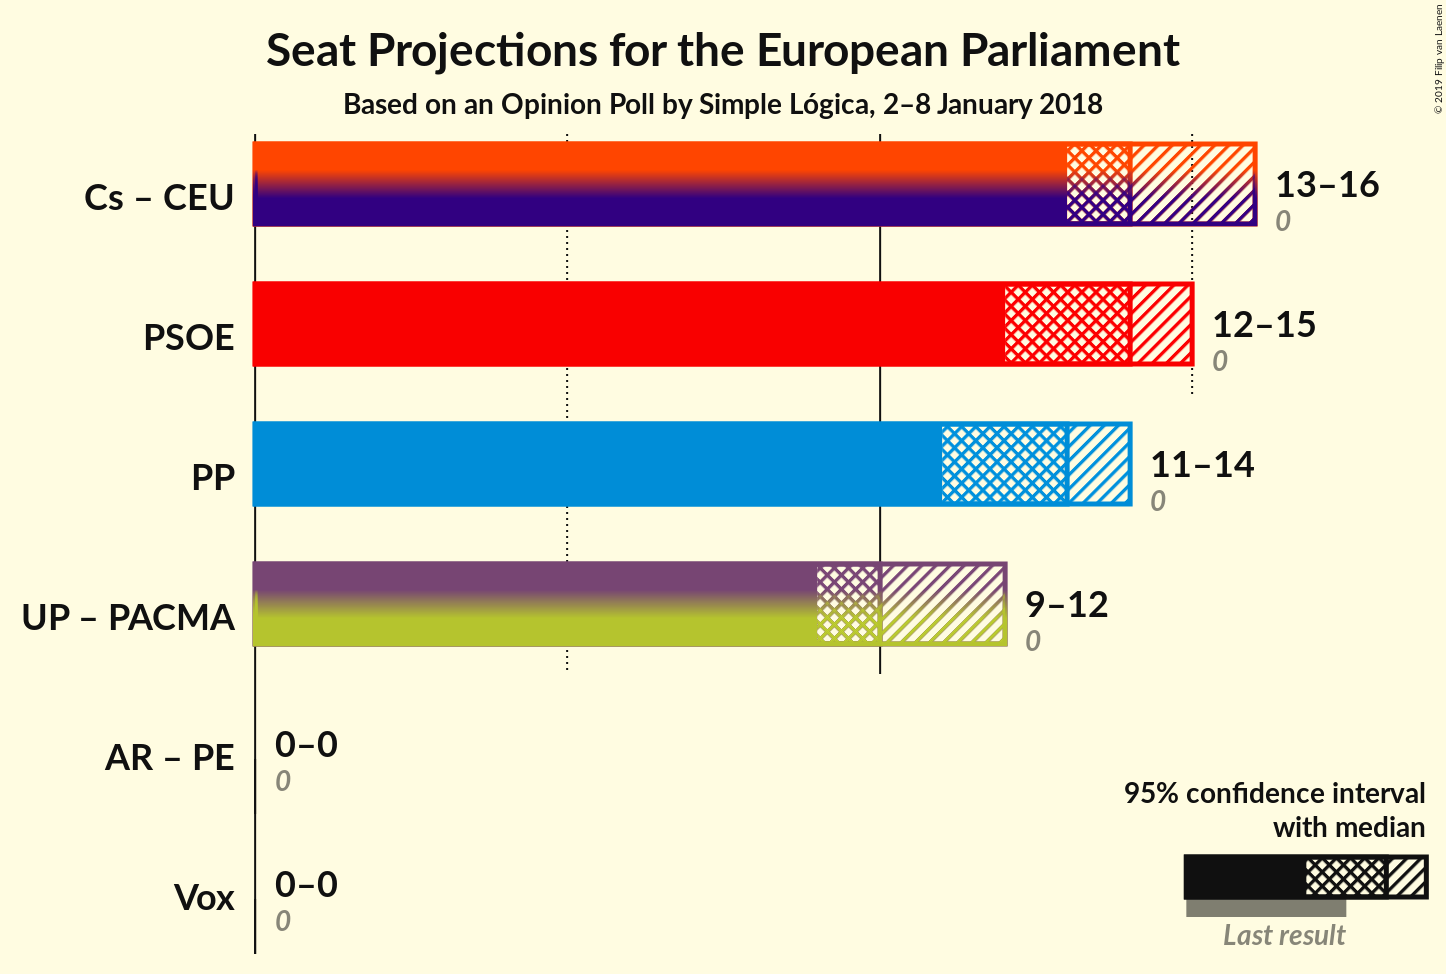 Seat Projections for the European Parliament
Based on an Opinion Poll by Simple Lógica, 2–8 January 2018
© 2019 Filip van Laenen
Cs – CEU
13–16
0
PSOE
12–15
0
PP
11–14
0
UP – PACMA
9–12
0
AR – PE
0–0
0
Vox
0–0
0
95% confidence interval
with median
Last result